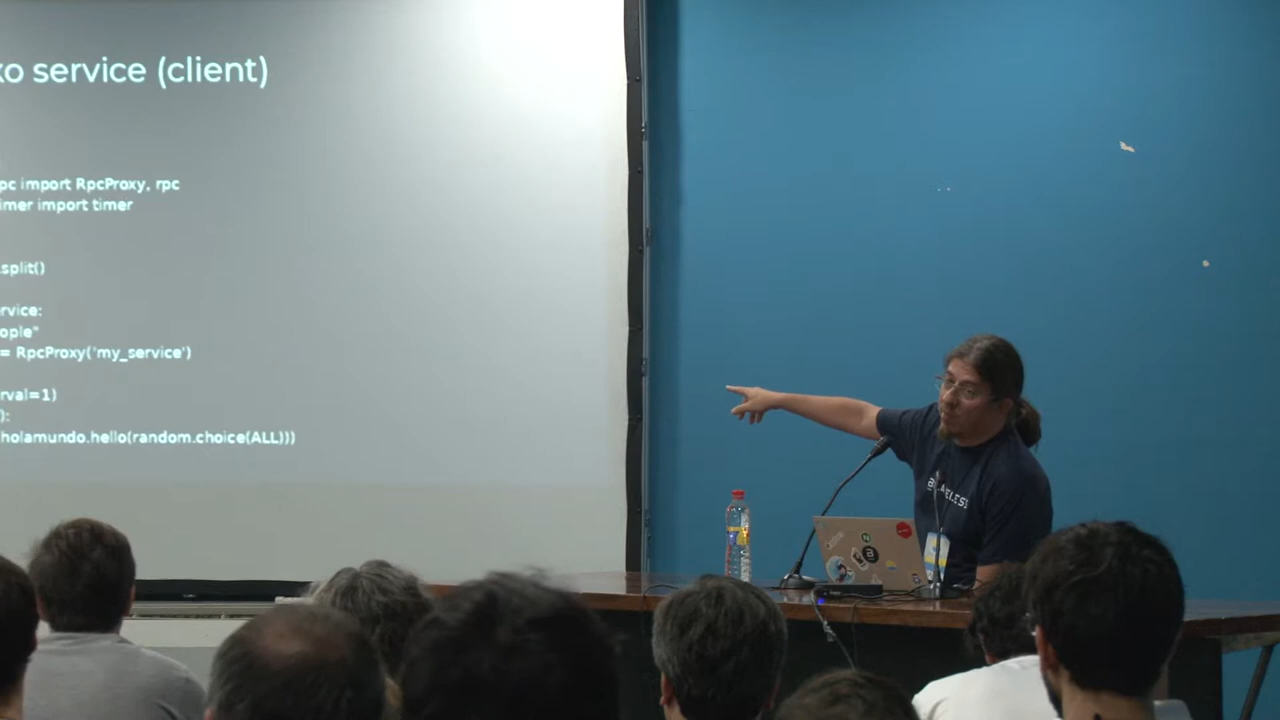 xo service (client)
pc import RpcProxy, rpc
imer import timer
.split()
rvice:
ople"
= RpcProxy('my_service')
rval=1)
):
holamundo.hello(random.choice(ALL)))